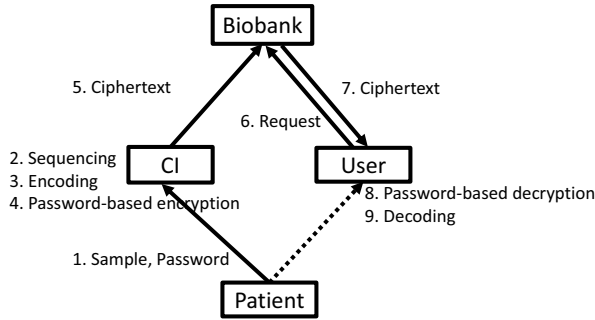 Biobank
5. Ciphertext
7. Ciphertext
6. Request
2. Sequencing
3. Encoding
4. Password-based encryption
CI
User
8. Password-based decryption
9. Decoding
1. Sample, Password
Patient